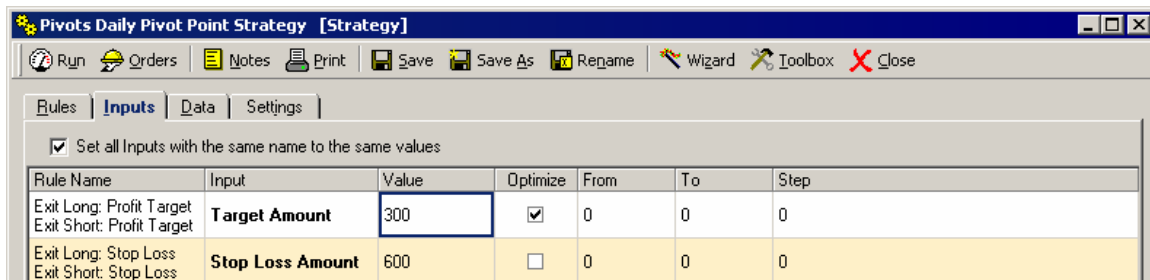 Pivots Daily Pivot Point Strategy [Strategy]
Run Orders Notes Print Save Save As Rename Wizard Toolbox Close
Rules Inputs Data Settings
Set all Inputs with the same name to the same values
Rule Name Input Value Optimize From To Step
Exit Long: Profit Target
Exit Short: Profit Target
Target Amount 300 0 0 0
Exit Long: Stop Loss
Exit Short: Stop Loss
Stop Loss Amount 600 0 0 0